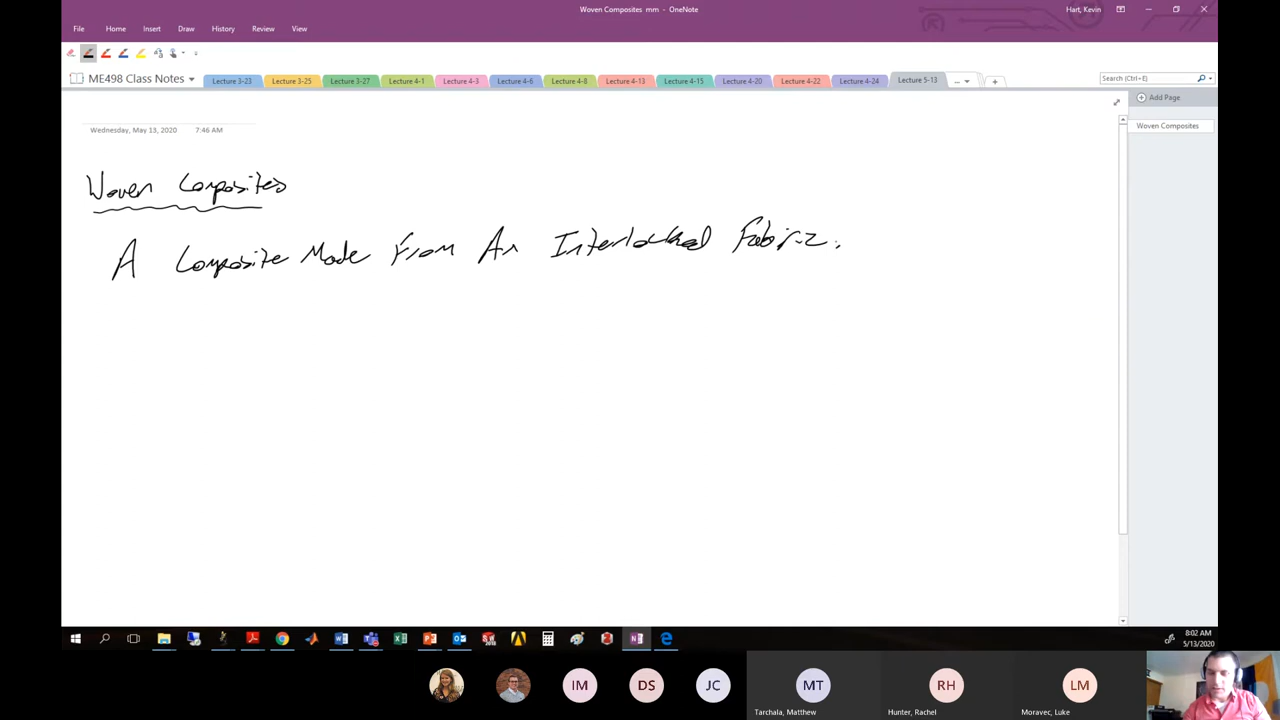 Woven Composites mm - OneNote
Hart, Kevin
File Home Insert Draw History Review View
ME498 Class Notes Lecture 3-23 Lecture 3-25 Lecture 3-27 Lecture 4-1 Lecture 4-3 Lecture 4-6 Lecture 4-8 Lecture 4-13 Lecture 4-15 Lecture 4-20 Lecture 4-22 Lecture 4-24 Lecture 5-13 ... Search (Ctrl+E)
Add Page
Woven Composites
Wednesday, May 13, 2020 7:46 AM
Woven Composites
A Composite Made From An Interlocked Fabric.
8:02 AM
5/13/2020
IM DS JC MT RH LM
Tarchala, Matthew Hunter, Rachel Moravec, Luke